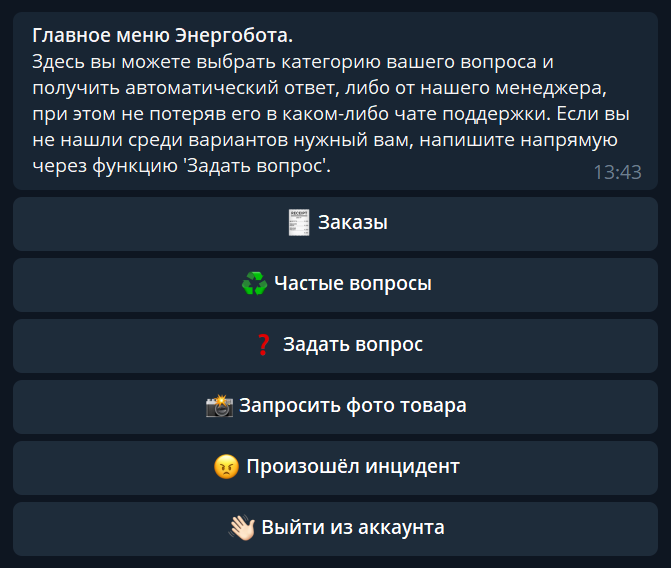 Главное меню Энергобота.
Здесь вы можете выбрать категорию вашего вопроса и
получить автоматический ответ, либо от нашего менеджера,
при этом не потеряв его в каком-либо чате поддержки. Если вы
не нашли среди вариантов нужный вам, напишите напрямую
через функцию 'Задать вопрос'.
13:43
Заказы
Частые вопросы
Задать вопрос
Запросить фото товара
Произошёл инцидент
Выйти из аккаунта